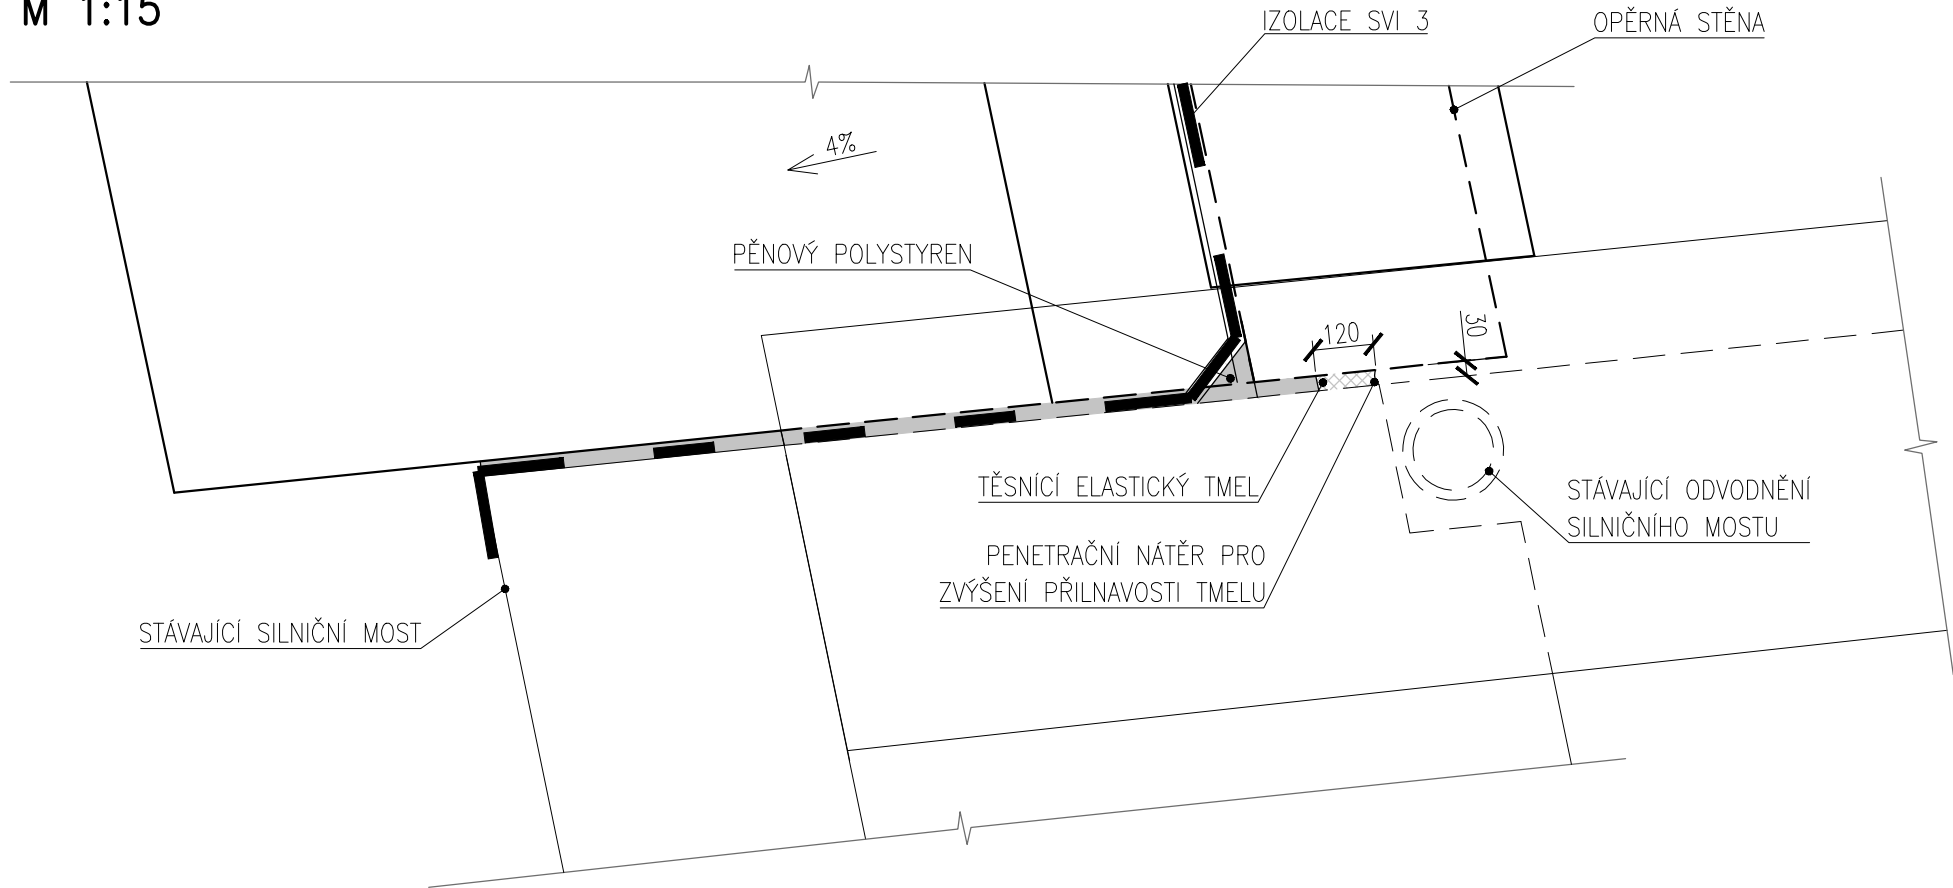 M 1:15
IZOLACE SVI 3
OPĚRNÁ STĚNA
4%
PĚNOVÝ POLYSTYREN
120
30
TĚSNÍCÍ ELASTICKÝ TMEL
STÁVAJÍCÍ ODVODNĚNÍ
SILNIČNÍHO MOSTU
PENETRAČNÍ NÁTĚR PRO
ZVÝŠENÍ PŘILNAVOSTI TMELU
STÁVAJÍCÍ SILNIČNÍ MOST